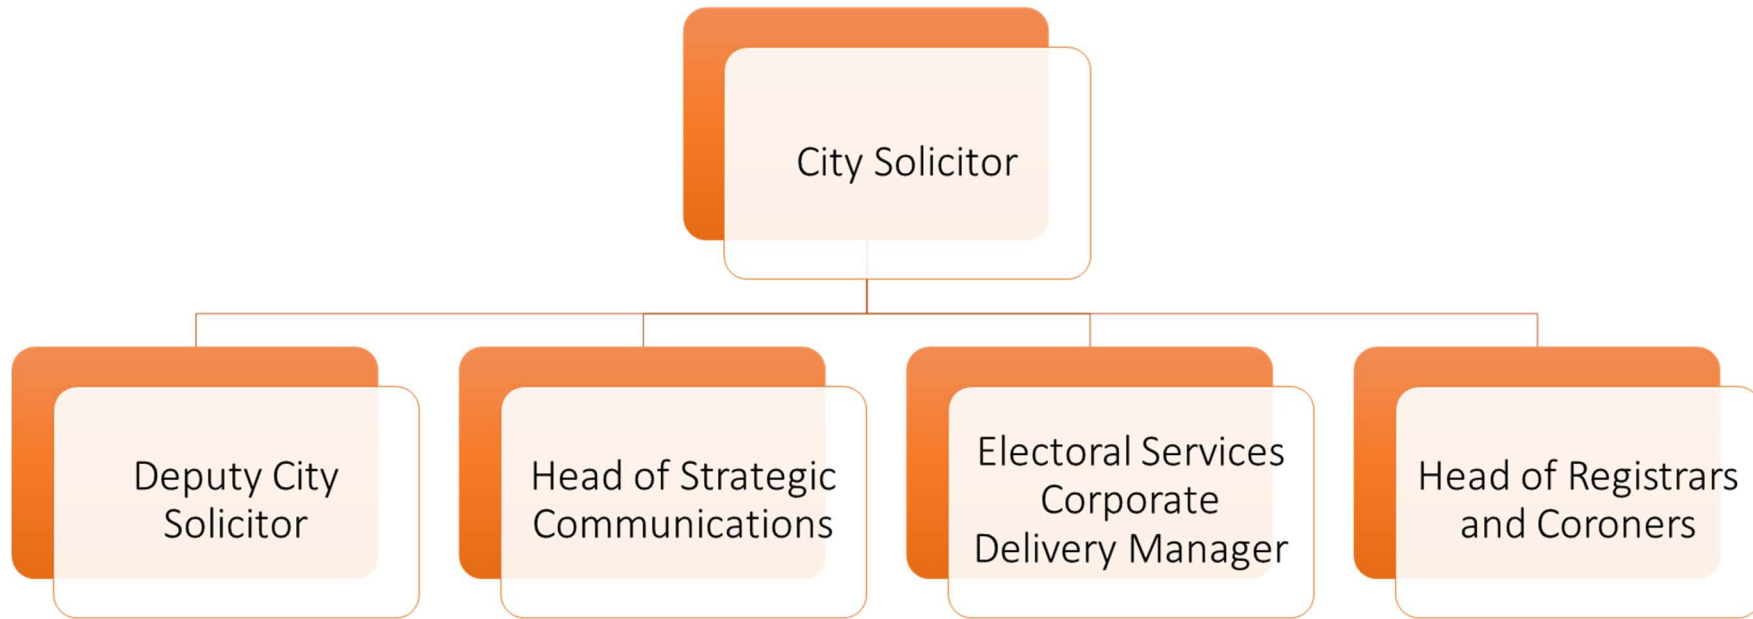 City Solicitor
Deputy City
Solicitor
Head of Strategic
Communications
Electoral Services
Corporate
Delivery Manager
Head of Registrars
and Coroners